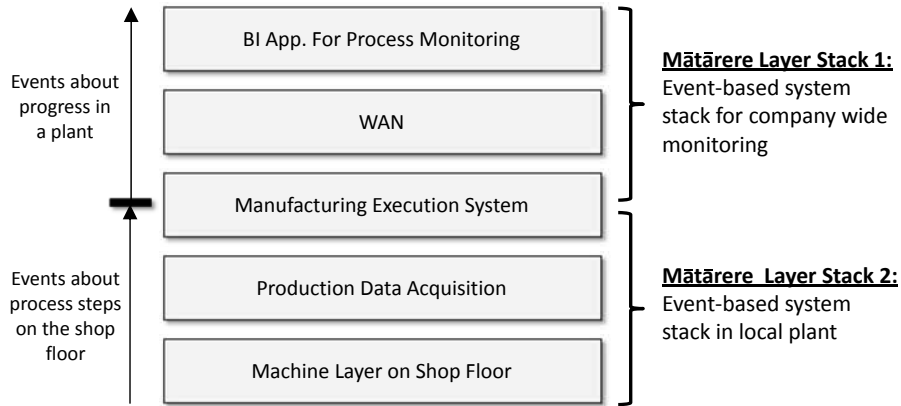 BI App. For Process Monitoring
WAN
Manufacturing Execution System
Production Data Acquisition
Machine Layer on Shop Floor
Events about
progress in
a plant
Events about
process steps
on the shop
floor
Mātārere Layer Stack 1:
Event-based system
stack for company wide
monitoring
Mātārere  Layer Stack 2:
Event-based system
stack in local plant